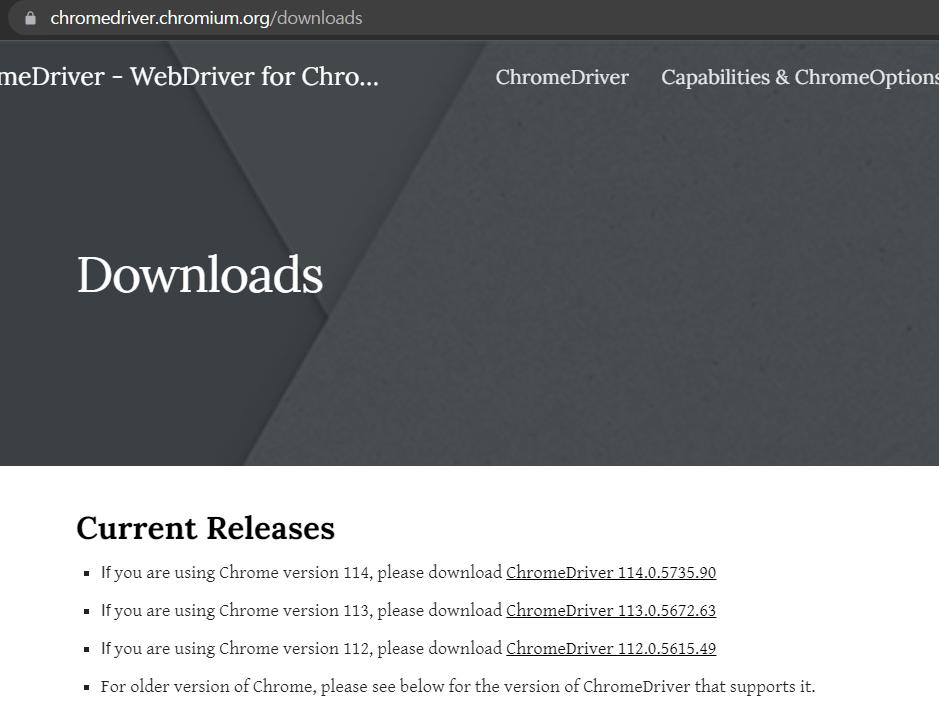 chromedriver.chromium.org/downloads
meDriver - WebDriver for Chro...
ChromeDriver
Capabilities & ChromeOptions
Downloads
Current Releases
▪ If you are using Chrome version 114, please download ChromeDriver 114.0.5735.90
▪ If you are using Chrome version 113, please download ChromeDriver 113.0.5672.63
▪ If you are using Chrome version 112, please download ChromeDriver 112.0.5615.49
▪ For older version of Chrome, please see below for the version of ChromeDriver that supports it.